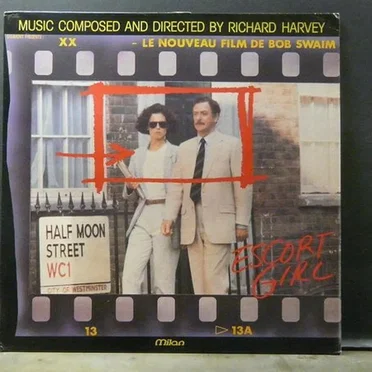 MUSIC COMPOSED AND DIRECTED BY RICHARD HARVEY
XX
- LE NOUVEAU FILM DE BOB SWAIM
HALF MOON
STREET
WC1
CITY OF WESTMINSTER
ESCORT
GIRL
13
▷ 13A
Milan